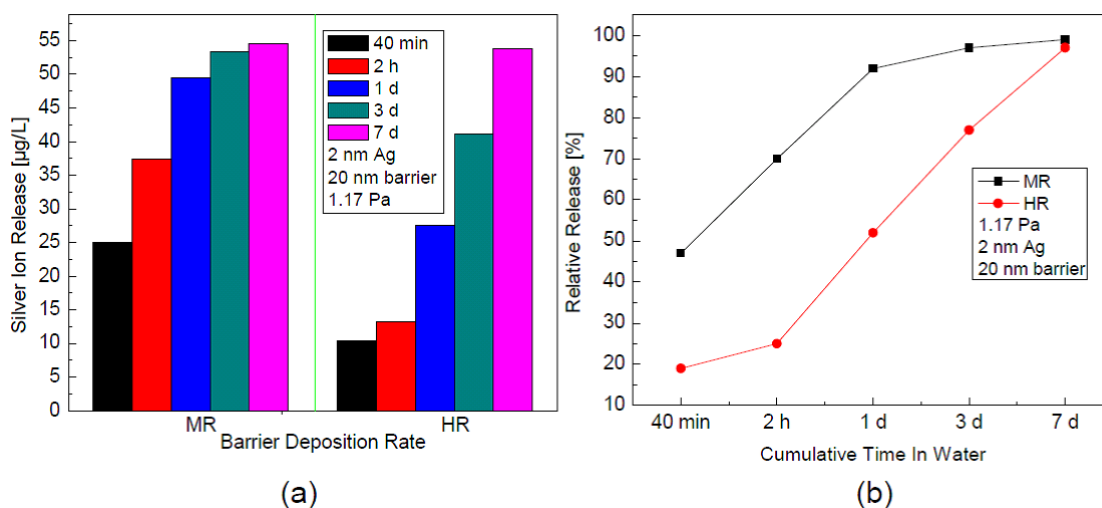 55
50
45
40
35
30
25
20
15
10
5
0
Silver Ion Release [µg/L]
40 min
2 h
1 d
3 d
7 d
2 nm Ag
20 nm barrier
1.17 Pa
MR
HR
Barrier Deposition Rate
(a)
100
90
80
70
60
50
40
30
20
10
Relative Release [%]
MR
HR
1.17 Pa
2 nm Ag
20 nm barrier
40 min 2 h 1 d 3 d 7 d
Cumulative Time In Water
(b)